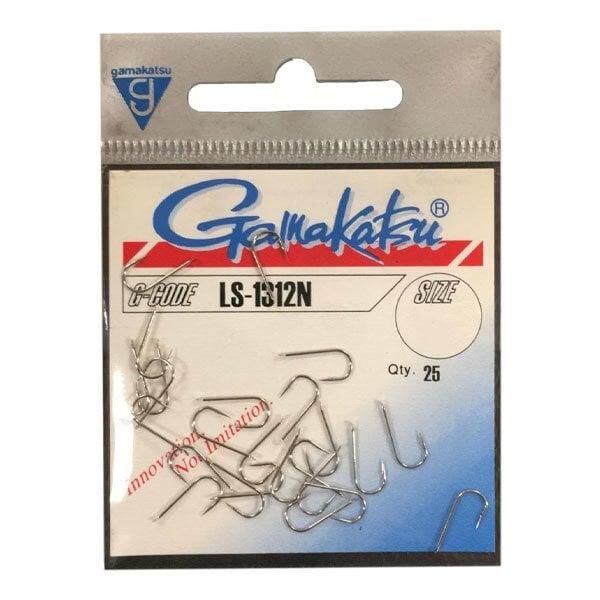 gamakatsu
g
Gamakatsu®
G-CODE LS-1312N
SIZE
Qty. 25
Innovation.
Not Imitation.